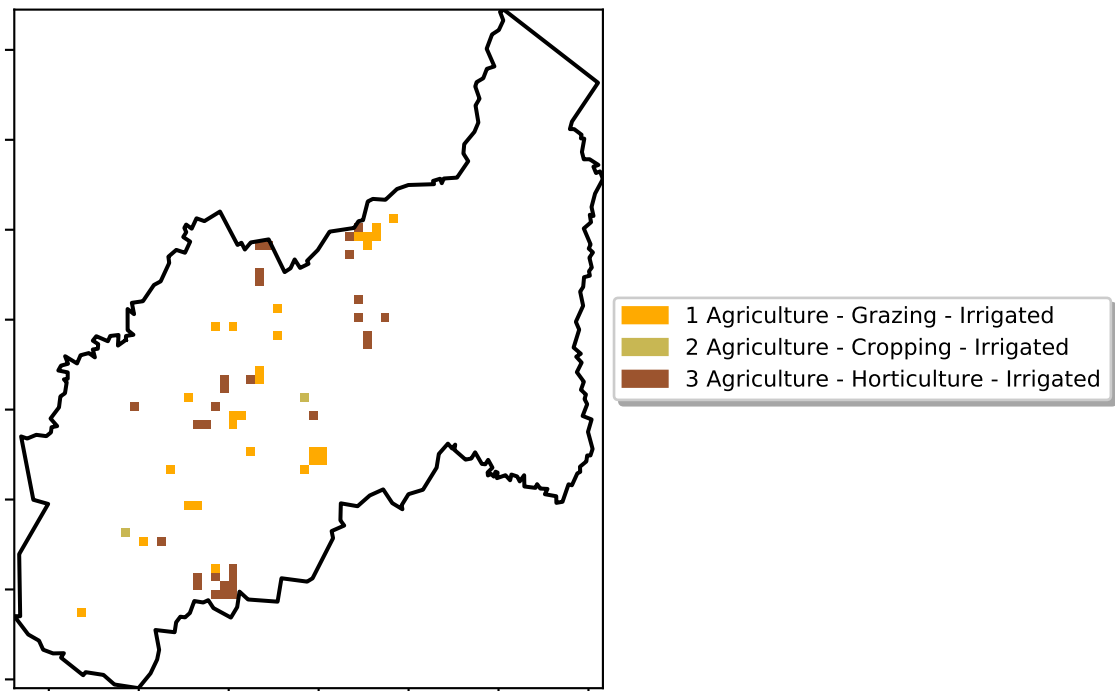 1 Agriculture - Grazing - Irrigated
2 Agriculture - Cropping - Irrigated
3 Agriculture - Horticulture - Irrigated